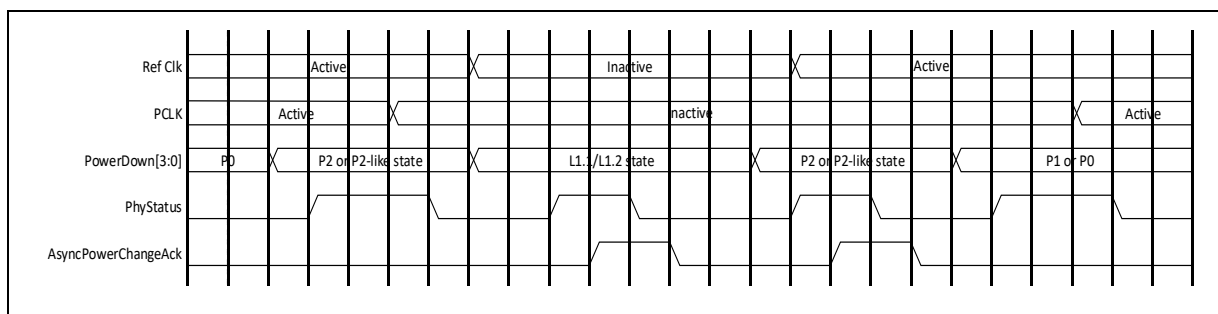 Ref Clk Active Inactive Active
PCLK Active nactive Active
PowerDown[3:0] P0 P2 or P2-like state L1.1/L1.2 state P2 or P2-like state P1 or P0
PhyStatus
AsyncPowerChangeAck